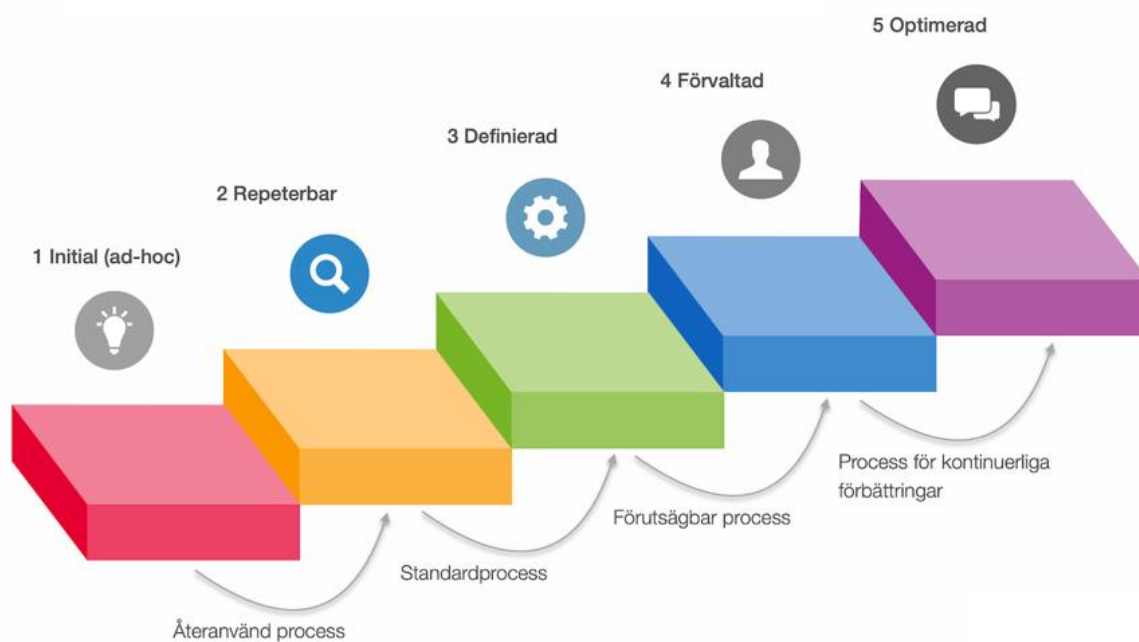 1 Initial (ad-hoc)
2 Repeterbar
3 Definierad
4 Förvaltad
5 Optimerad
Återanvänd process
Standardprocess
Förutsägbar process
Process för kontinuerliga
förbättringar